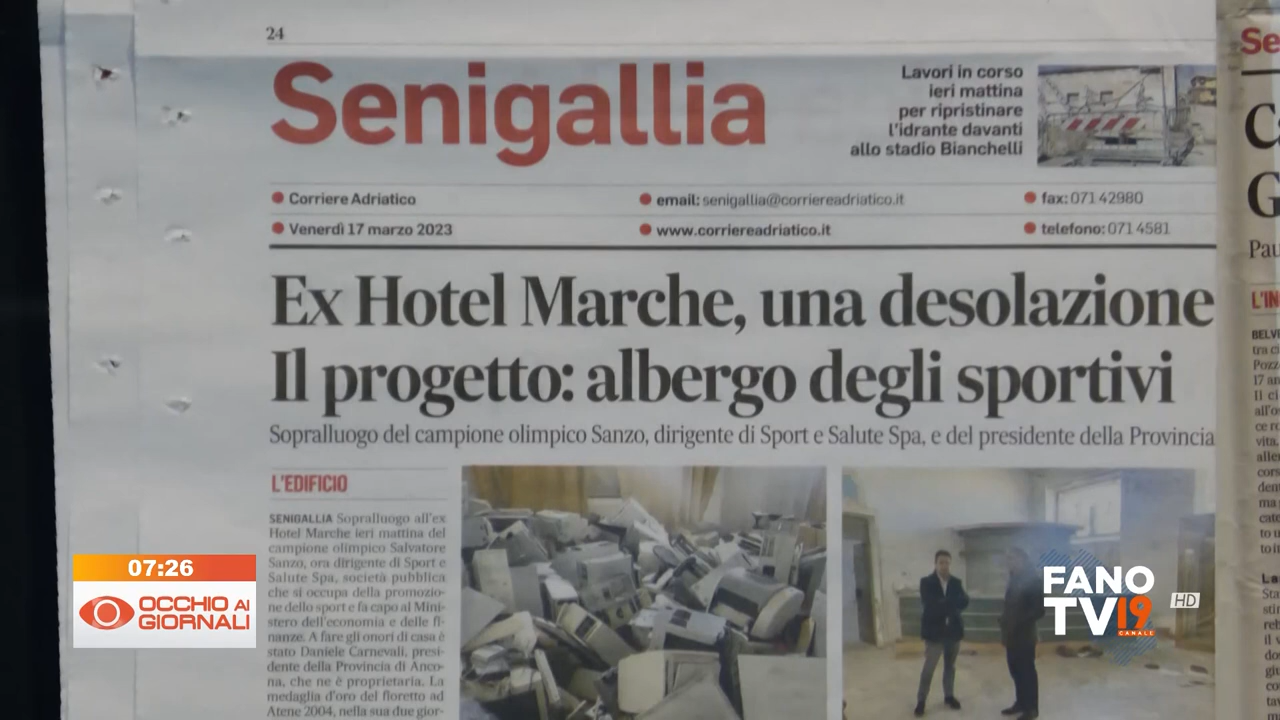 24
Senigallia
Lavori in corso
ieri mattina
per ripristinare
l'idrante davanti
allo stadio Bianchelli
Corriere Adriatico
email: senigallia@corriereadriatico.it
fax: 071 42980
Venerdì 17 marzo 2023
www.corriereadriatico.it
telefono: 071 4581
Ex Hotel Marche, una desolazione
Il progetto: albergo degli sportivi
Sopralluogo del campione olimpico Sanzo, dirigente di Sport e Salute Spa, e del presidente della Provincia
L'EDIFICIO
SENIGALLIA Sopralluogo all'ex
Hotel Marche ieri mattina del
campione olimpico Salvatore
Sanzo, ora dirigente di Sport e
Salute Spa, società pubblica
che si occupa della promozio-
ne dello sport e fa capo al Mini-
stero dell'economia e delle fi-
nanze. A fare gli onori di casa è
stato Daniele Carnevali, presi-
dente della Provincia di Anco-
na, che ne è proprietaria. La
medaglia d'oro del floretto ad
Atene 2004, nella sua due gior-
Se
C
G
Pau
L'IN
07:26
OCCHIO AI
GIORNALI
FANO
TV19
CANALE
HD